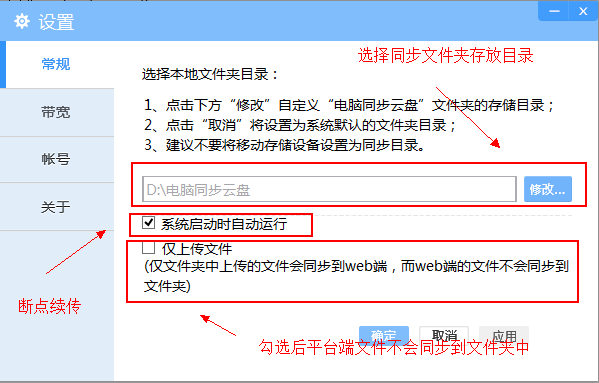 设置
常规
带宽
帐号
关于
选择同步文件夹存放目录
选择本地文件夹目录：
1、点击下方“修改”自定义“电脑同步云盘”文件夹的存储目录；
2、点击“取消”将设置为系统默认的文件夹目录；
3、建议不要将移动存储设备设置为同步目录。
D:\电脑同步云盘
修改...
系统启动时自动运行
仅上传文件
(仅文件夹中上传的文件会同步到web端，而web端的文件不会同步到
文件夹)
断点续传
确定
取消
应用
勾选后平台端文件不会同步到文件夹中